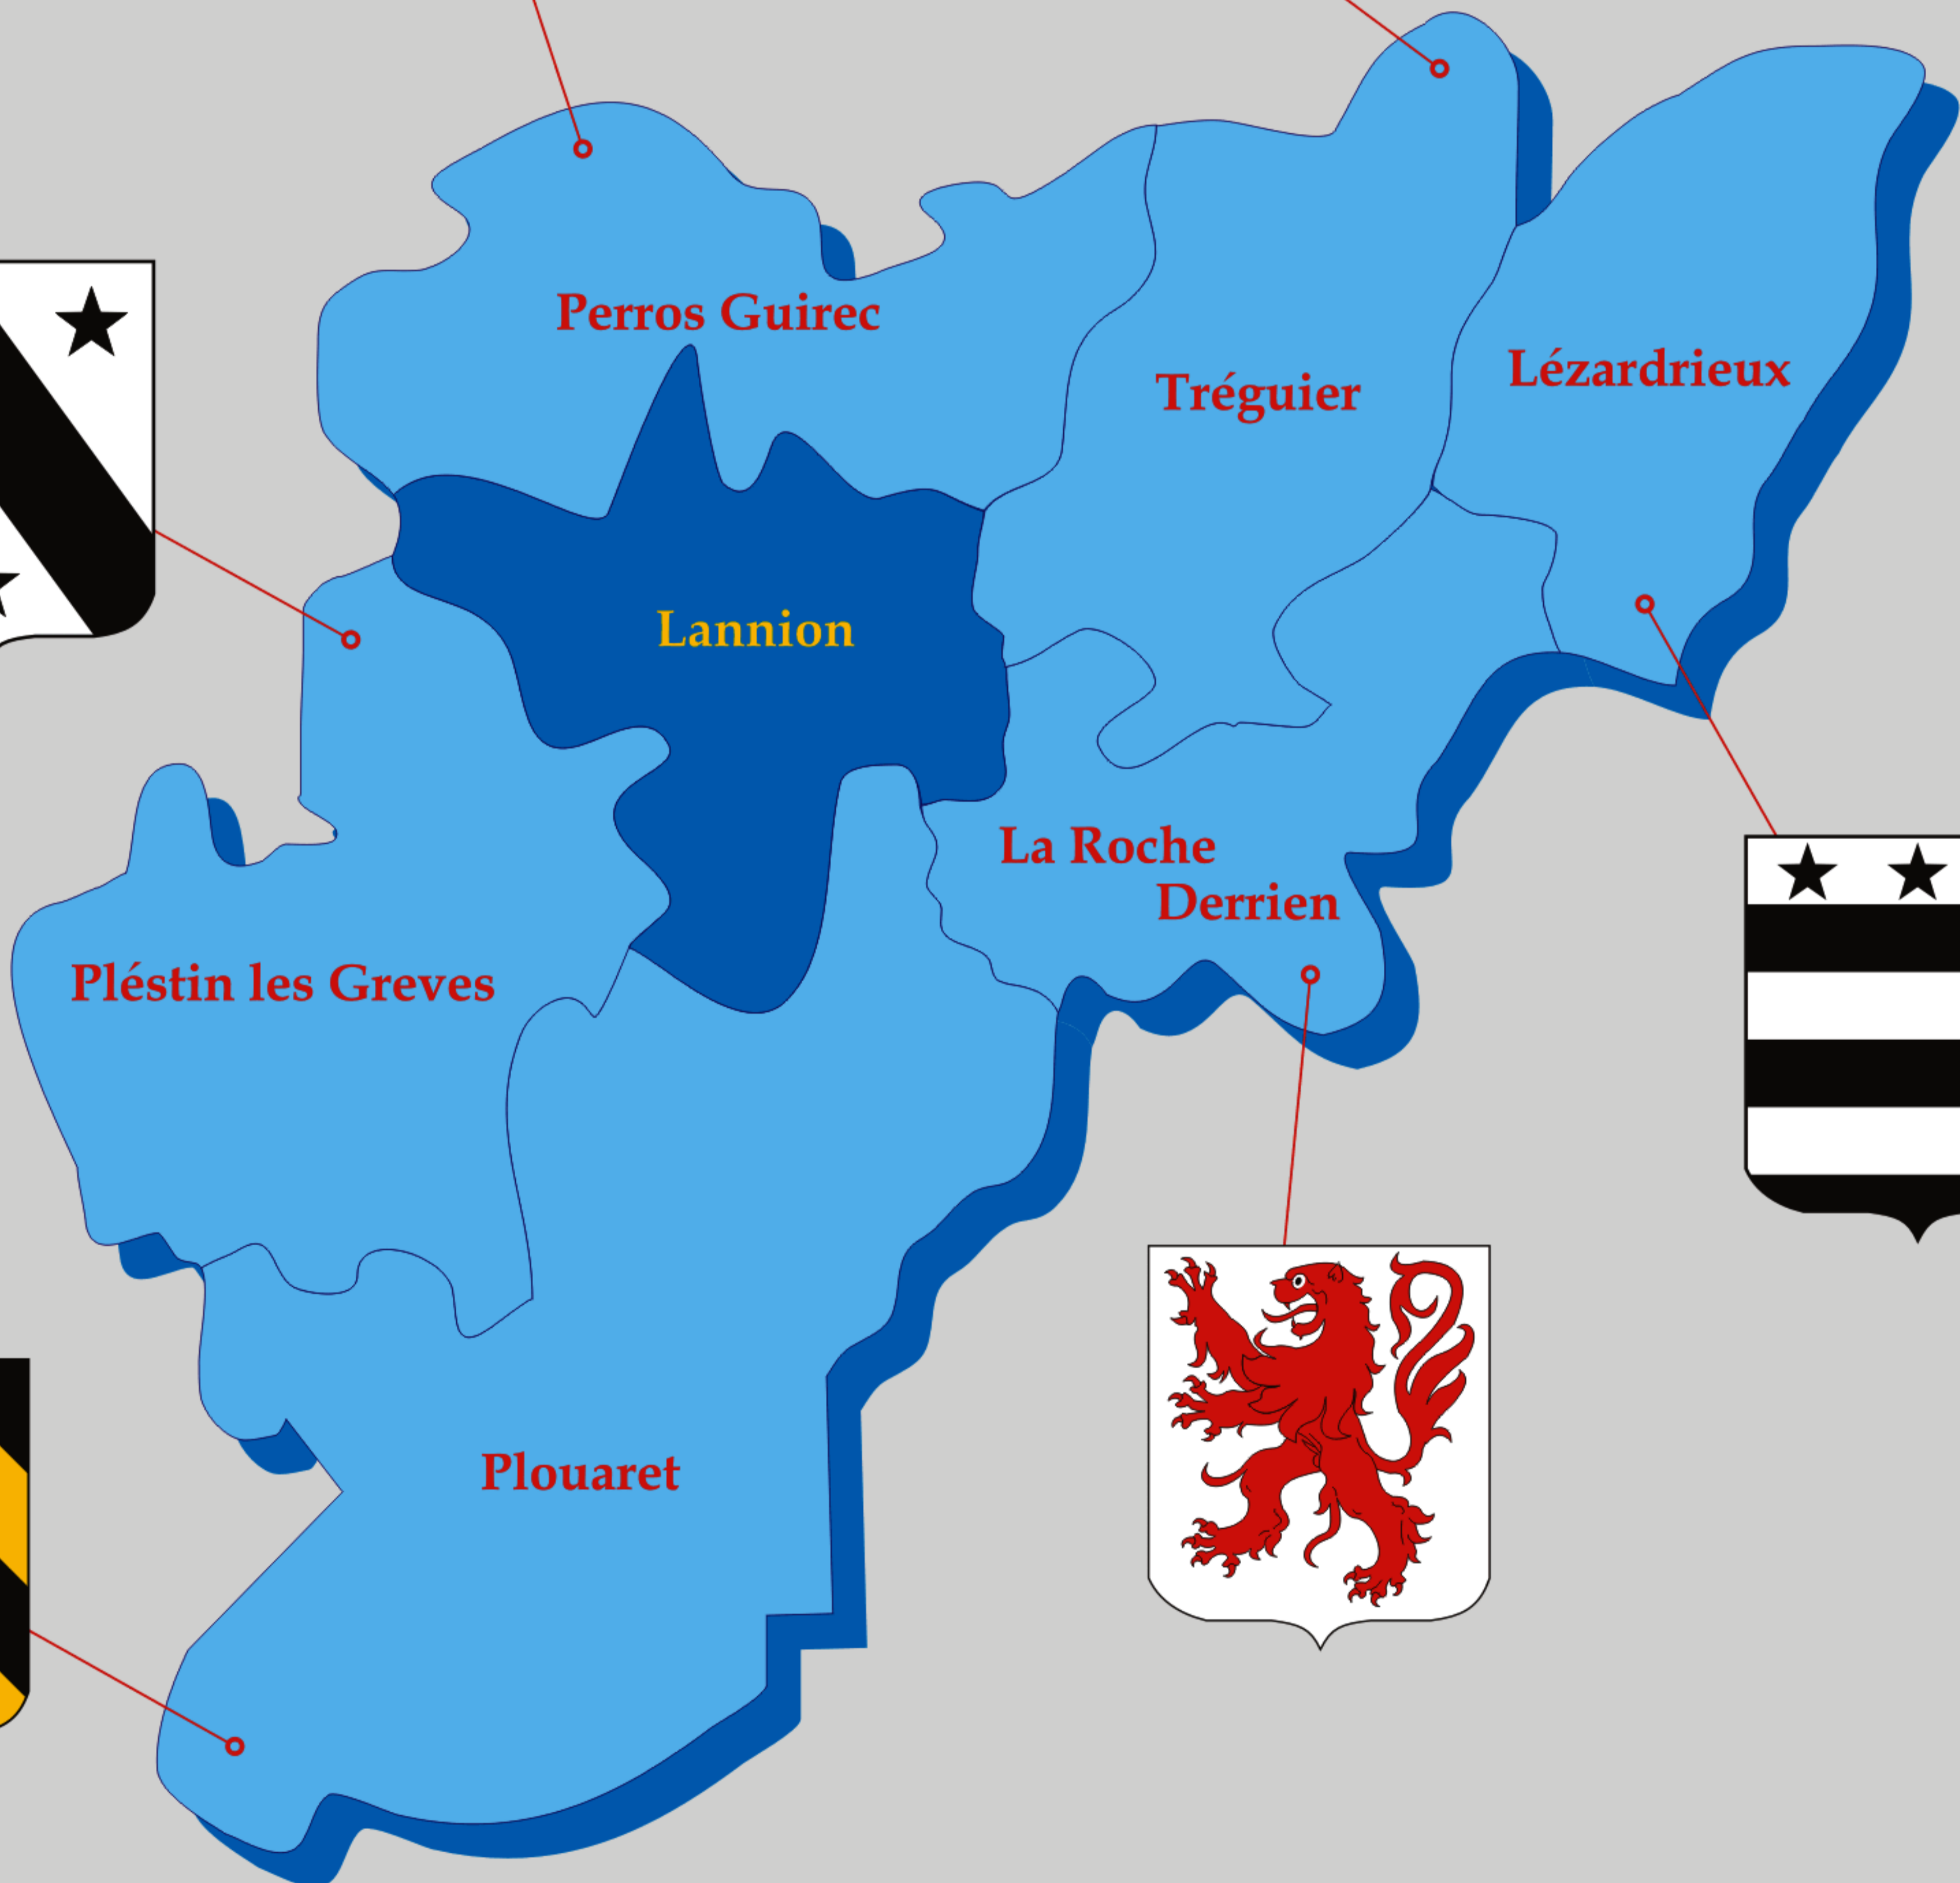 Perros Guirec
Tréguier
Lézardrieux
Lannion
La Roche
Derrien
Pléstin les Greves
Plouaret